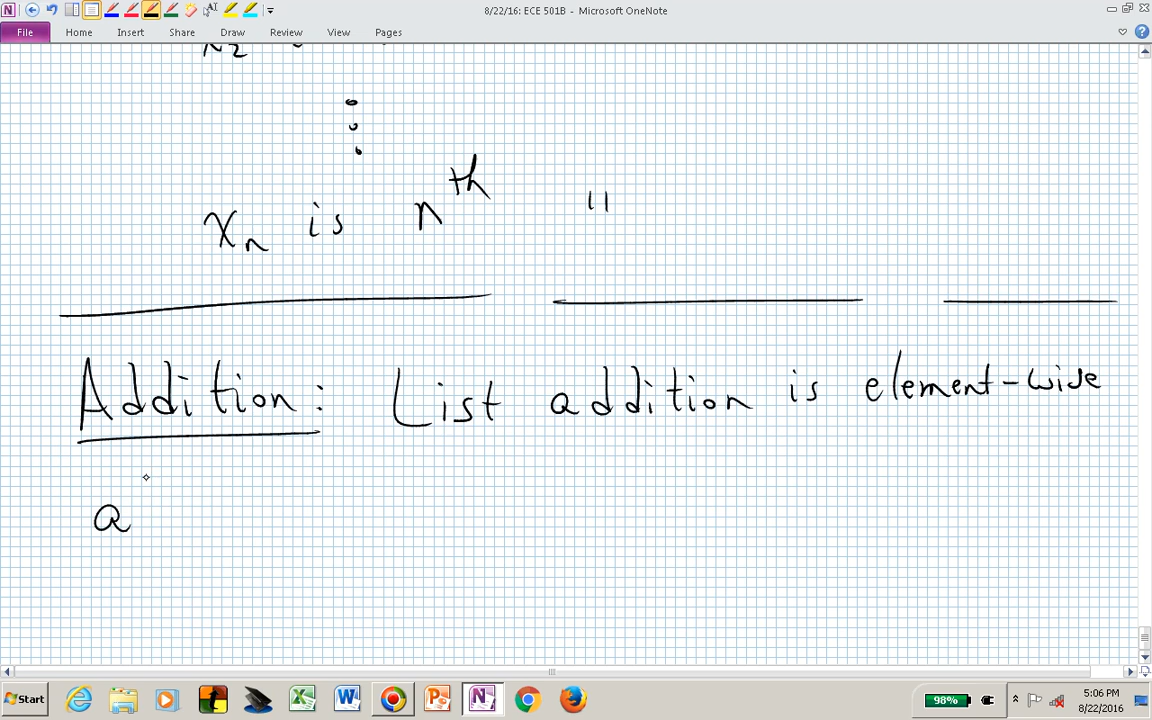 8/22/16: ECE 501B - Microsoft OneNote
File Home Insert Share Draw Review View Pages
xₙ is nᵗʰ "
Addition: List addition is element-wise
a
98%
Start
5:06 PM
8/22/2016